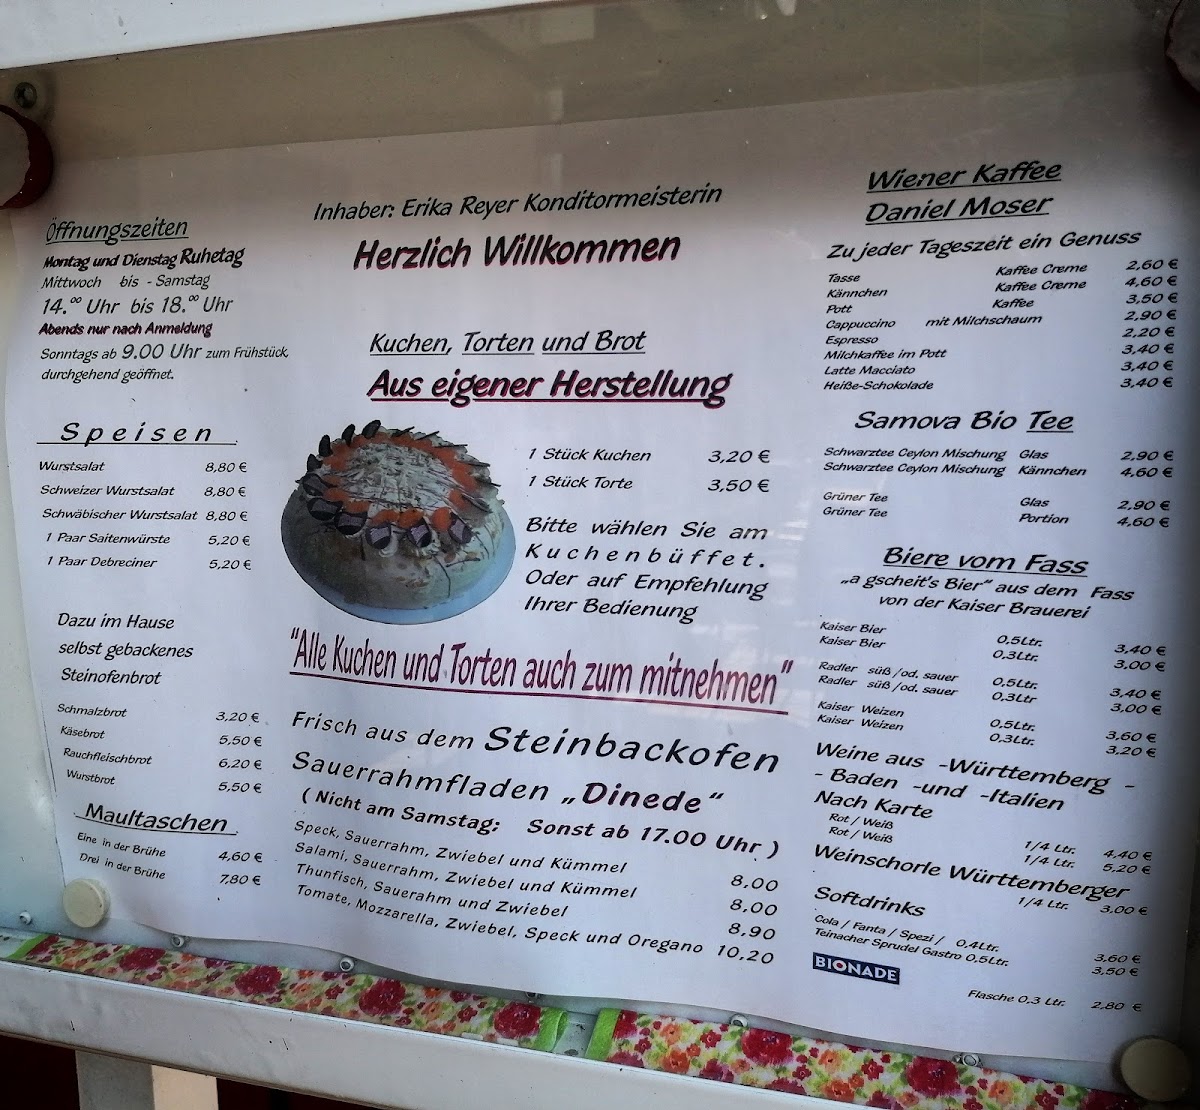 Öffnungszeiten
Montag und Dienstag Ruhetag
Mittwoch bis - Samstag
14.⁰⁰ Uhr bis 18.⁰⁰ Uhr
Abends nur nach Anmeldung
Sonntags ab 9.00 Uhr zum Frühstück,
durchgehend geöffnet.
Speisen
Wurstsalat 8,80 €
Schweizer Wurstsalat 8,80 €
Schwäbischer Wurstsalat 8,80 €
1 Paar Saitenwürste 5,20 €
1 Paar Debreciner 5,20 €
Dazu im Hause
selbst gebackenes
Steinofenbrot
Schmalzbrot 3,20 €
Käsebrot 5,50 €
Rauchfleischbrot 6,20 €
Wurstbrot 5,50 €
Maultaschen
Eine in der Brühe 4,60 €
Drei in der Brühe 7,80 €
Inhaber: Erika Reyer Konditormeisterin
Herzlich Willkommen
Kuchen, Torten und Brot
Aus eigener Herstellung
1 Stück Kuchen 3,20 €
1 Stück Torte 3,50 €
Bitte wählen Sie am
Kuchenbüffet.
Oder auf Empfehlung
Ihrer Bedienung
"Alle Kuchen und Torten auch zum mitnehmen"
Frisch aus dem Steinbackofen
Sauerrahmfladen „Dinede“
( Nicht am Samstag; Sonst ab 17.00 Uhr )
Speck, Sauerrahm, Zwiebel und Kümmel 8,00
Salami, Sauerrahm, Zwiebel und Kümmel 8,00
Thunfisch, Sauerahm und Zwiebel 8,90
Tomate, Mozzarella, Zwiebel, Speck und Oregano 10,20
Wiener Kaffee
Daniel Moser
Zu jeder Tageszeit ein Genuss
Tasse Kaffee Creme 2,60 €
Kännchen Kaffee Creme 4,60 €
Pott Kaffee 3,50 €
Cappuccino mit Milchschaum 2,90 €
Espresso 2,20 €
Milchkaffee im Pott 3,40 €
Latte Macciato 3,40 €
Heiße-Schokolade 3,40 €
Samova Bio Tee
Schwarztee Ceylon Mischung Glas 2,90 €
Schwarztee Ceylon Mischung Kännchen 4,60 €
Grüner Tee Glas 2,90 €
Grüner Tee Portion 4,60 €
Biere vom Fass
„a gscheit's Bier“ aus dem Fass
von der Kaiser Brauerei
Kaiser Bier 0,5Ltr. 3,40 €
Kaiser Bier 0,3Ltr. 3,00 €
Radler süß /od. sauer 0,5Ltr. 3,40 €
Radler süß /od. sauer 0,3Ltr 3,00 €
Kaiser Weizen 0,5Ltr. 3,60 €
Kaiser Weizen 0,3Ltr. 3,20 €
Weine aus -Württemberg -
- Baden -und -Italien
Nach Karte
Rot / Weiß 1/4 Ltr. 4,40 €
Rot / Weiß 1/4 Ltr. 5,20 €
Weinschorle Württemberger
1/4 Ltr. 3,00 €
Softdrinks
Cola / Fanta / Spezi / 0,4Ltr. 3,60 €
Teinacher Sprudel Gastro 0,5Ltr. 3,50 €
BIONADE
Flasche 0,3 Ltr. 2,80 €